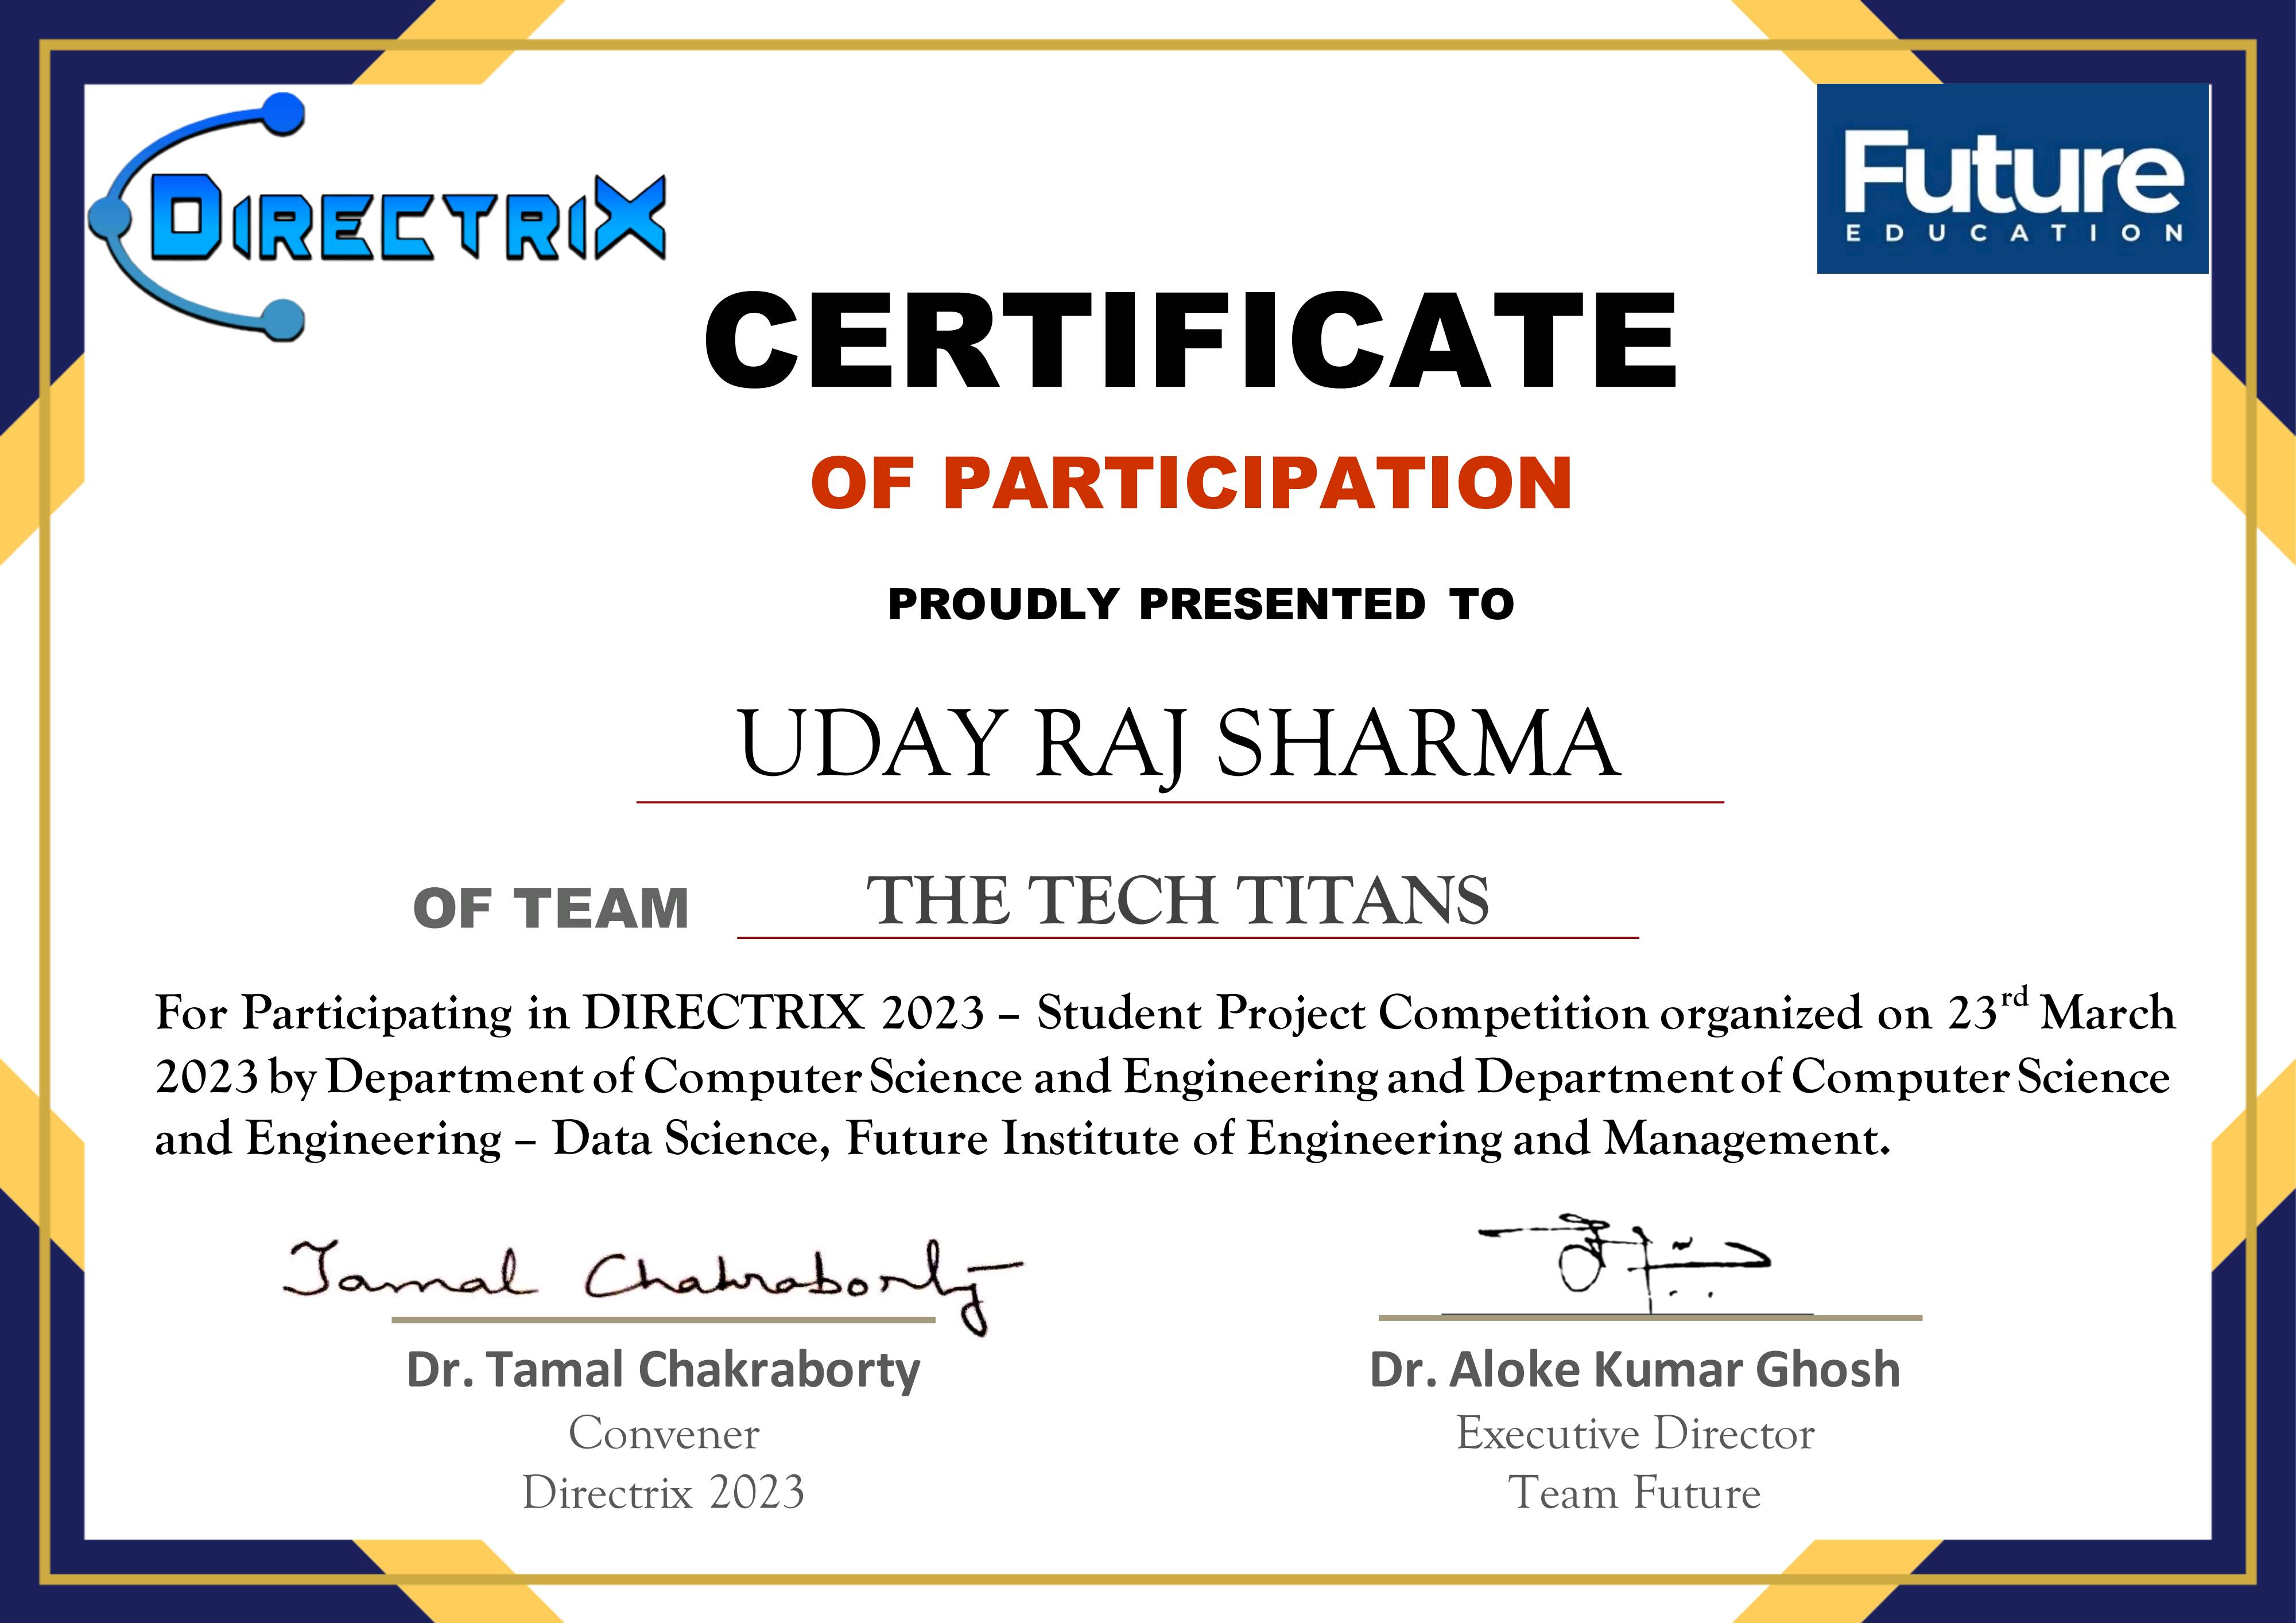 DIRECTRIX
Future
EDUCATION
CERTIFICATE
OF PARTICIPATION
PROUDLY PRESENTED TO
UDAY RAJ SHARMA
OF TEAM THE TECH TITANS
For Participating in DIRECTRIX 2023 – Student Project Competition organized on 23rd March
2023 by Department of Computer Science and Engineering and Department of Computer Science
and Engineering – Data Science, Future Institute of Engineering and Management.
Tamal Chakraborty
Dr. Tamal Chakraborty
Convener
Directrix 2023
Dr. Aloke Kumar Ghosh
Executive Director
Team Future